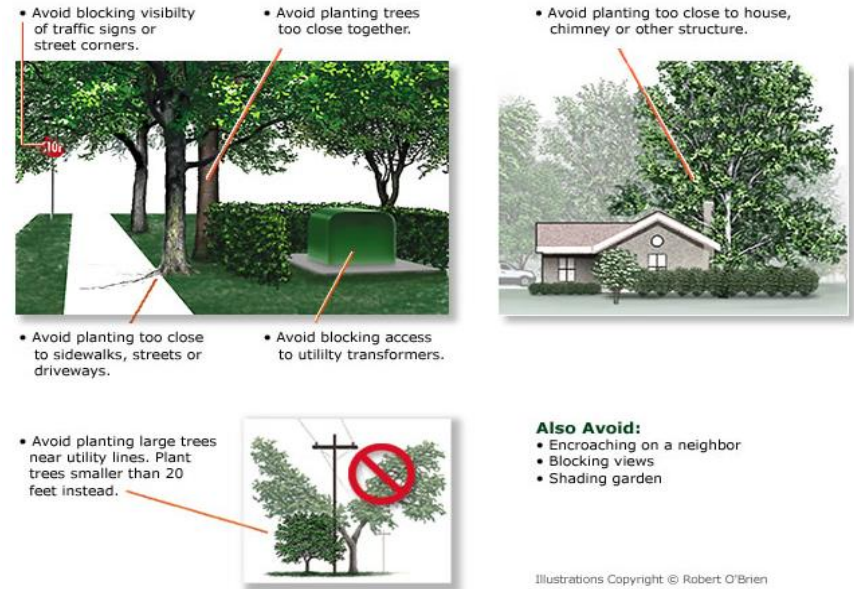 • Avoid blocking visibilty
of traffic signs or
street corners.
• Avoid planting trees
too close together.
• Avoid planting too close to house,
chimney or other structure.
• Avoid planting too close
to sidewalks, streets or
driveways.
• Avoid blocking access
to utililty transformers.
• Avoid planting large trees
near utility lines. Plant
trees smaller than 20
feet instead.
Also Avoid:
• Encroaching on a neighbor
• Blocking views
• Shading garden
Illustrations Copyright © Robert O'Brien